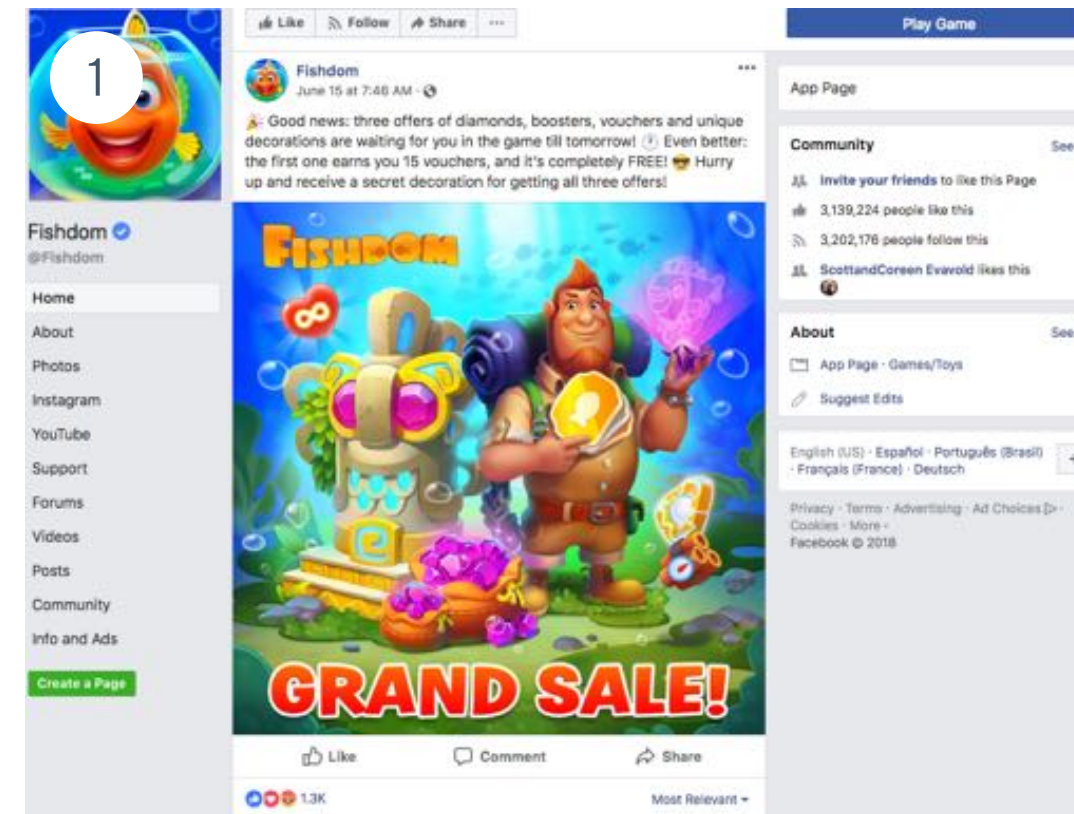 1
Like Follow Share ...
Play Game
Fishdom
June 15 at 7:46 AM ·
Good news: three offers of diamonds, boosters, vouchers and unique
decorations are waiting for you in the game till tomorrow! Even better:
the first one earns you 15 vouchers, and it's completely FREE! Hurry
up and receive a secret decoration for getting all three offers!
FISHDOM
GRAND SALE!
Like Comment Share
1.3K Most Relevant
Fishdom
@Fishdom
Home
About
Photos
Instagram
YouTube
Support
Forums
Videos
Posts
Community
Info and Ads
Create a Page
App Page
Community See
Invite your friends to like this Page
3,139,224 people like this
3,202,176 people follow this
ScottandCoreen Evavold likes this
About See
App Page · Games/Toys
Suggest Edits
English (US) · Español · Português (Brasil)
· Français (France) · Deutsch
Privacy · Terms · Advertising · Ad Choices ·
Cookies · More
Facebook © 2018